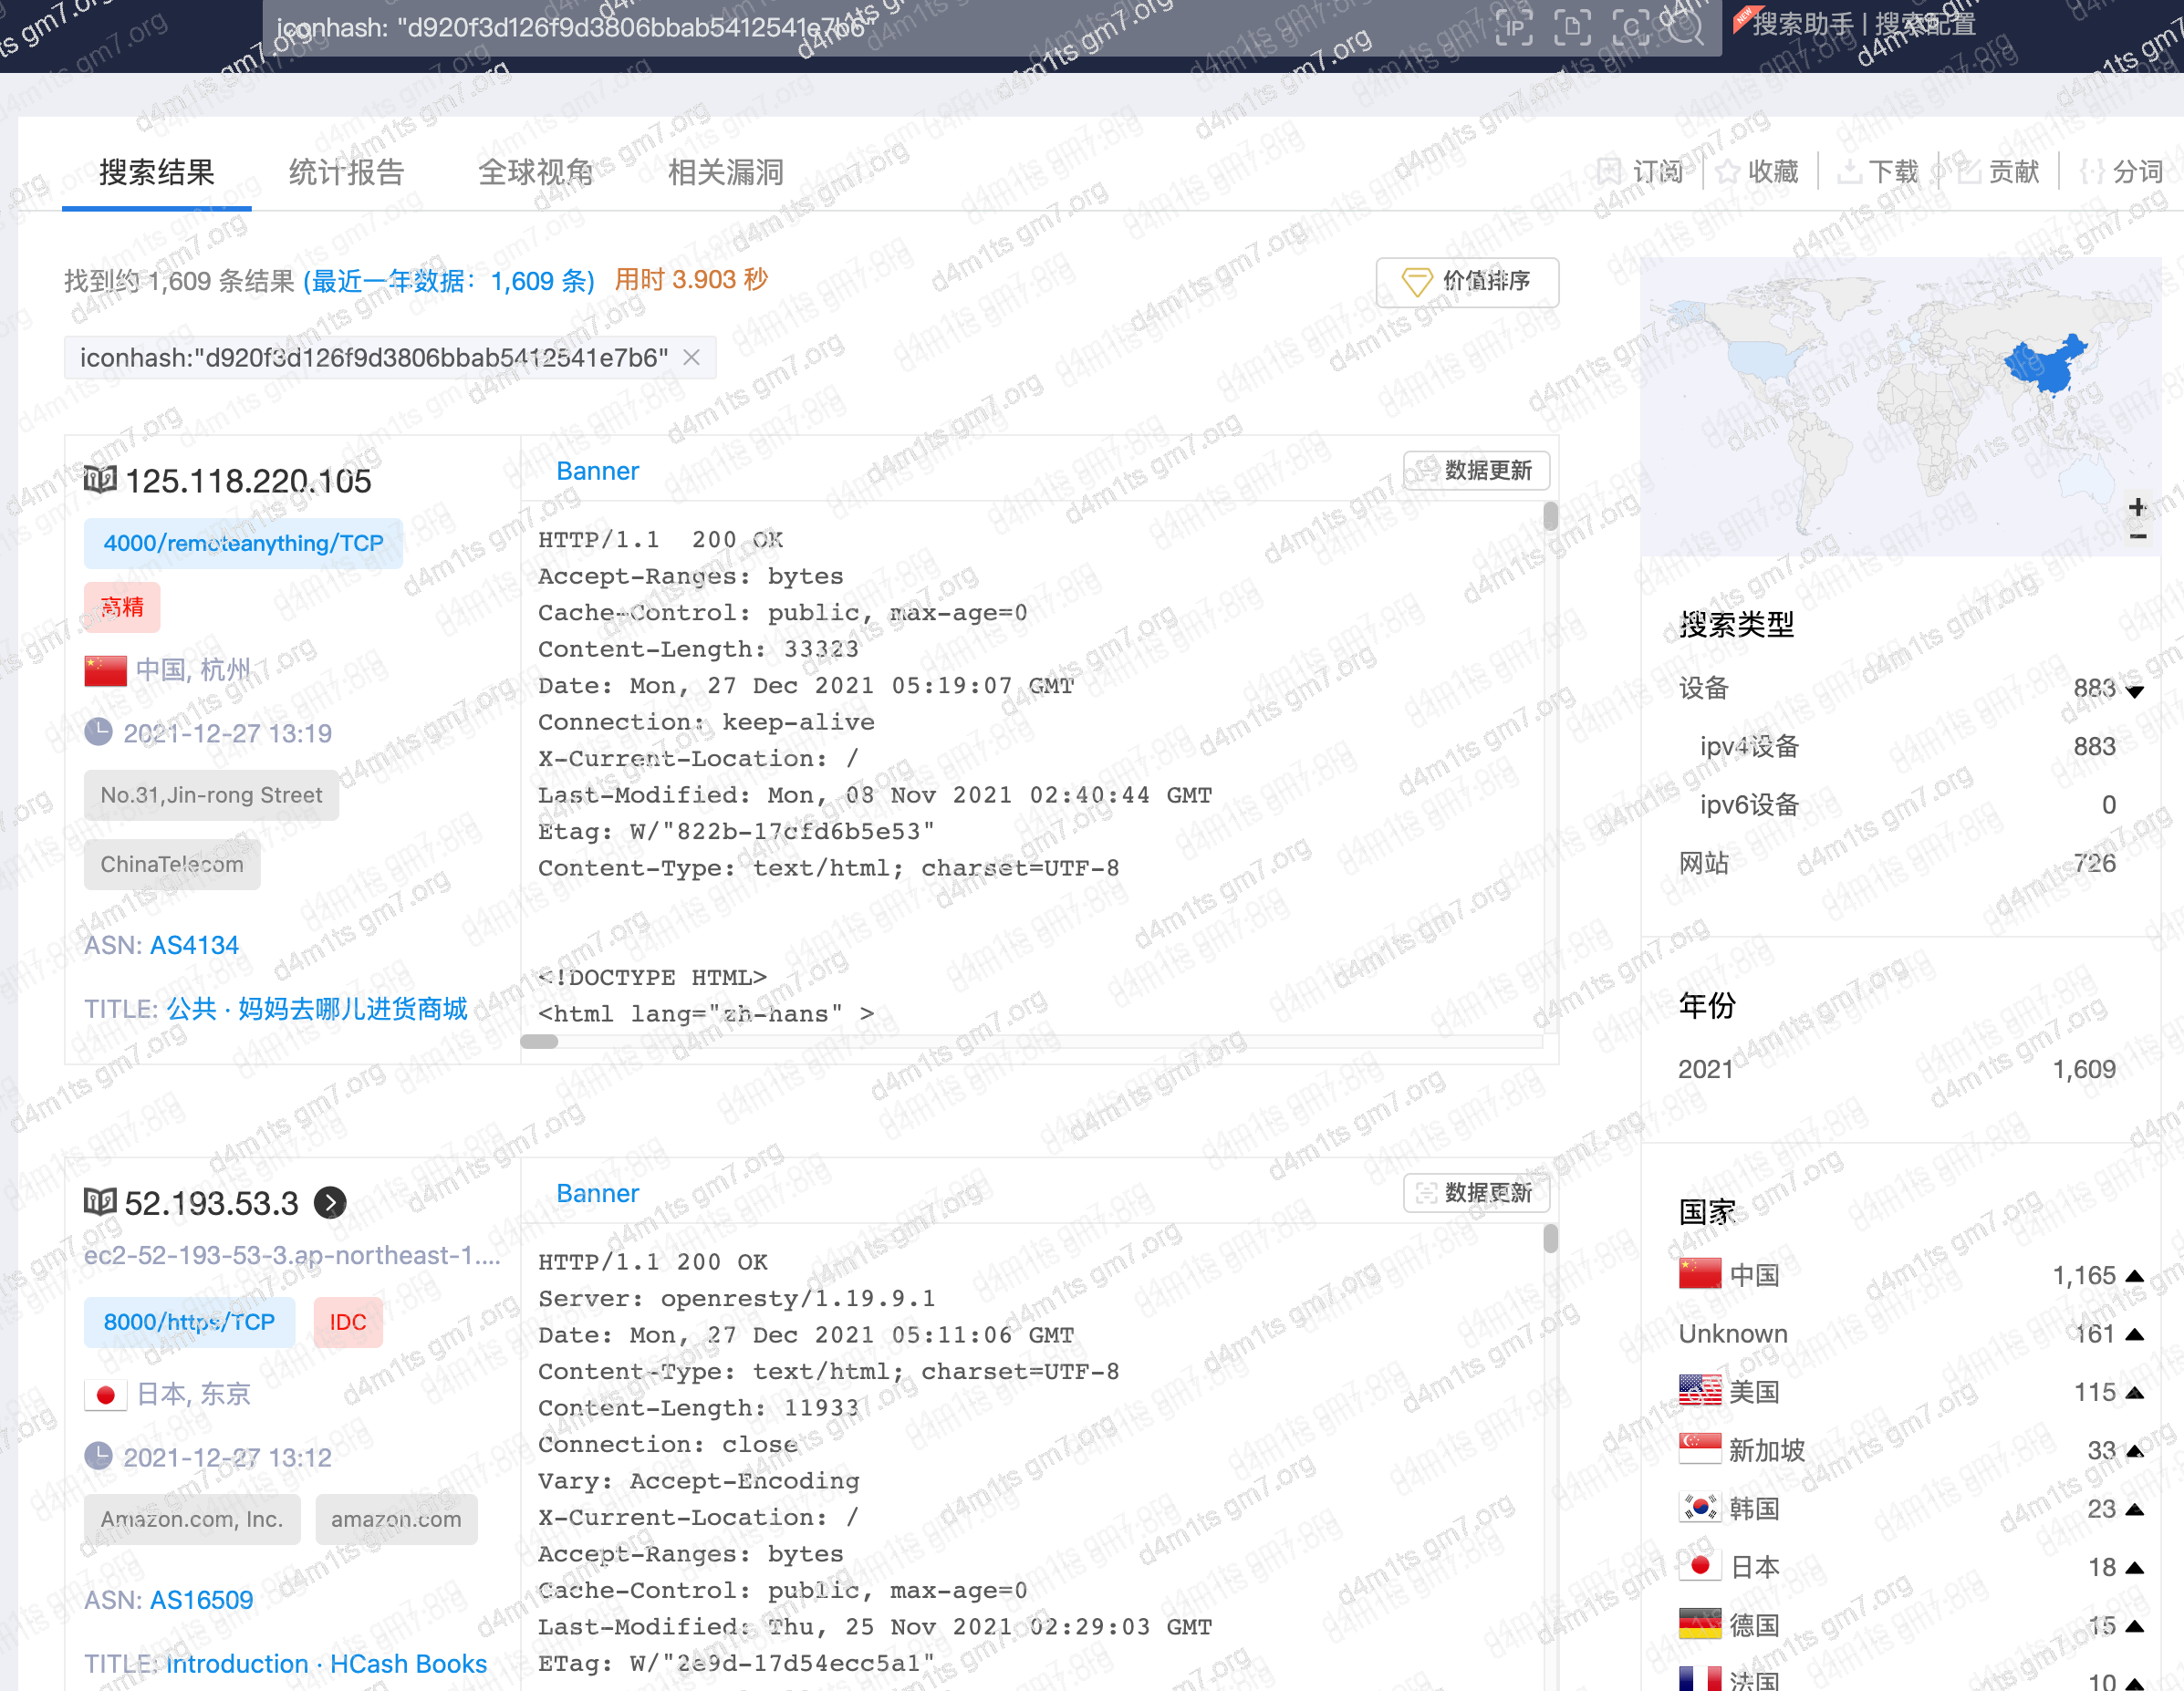 iconhash: "d920f3d126f9d3806bbab5412541e7b6"
搜索助手 | 搜索配置
搜索结果 统计报告 全球视角 相关漏洞
订阅 收藏 下载 贡献 分词
找到约 1,609 条结果 (最近一年数据：1,609 条) 用时 3.903 秒
价值排序
iconhash:"d920f3d126f9d3806bbab5412541e7b6"
125.118.220.105
4000/remoteanything/TCP
高精
中国, 杭州
2021-12-27 13:19
No.31,Jin-rong Street
ChinaTelecom
ASN: AS4134
TITLE: 公共 · 妈妈去哪儿进货商城
Banner
数据更新
HTTP/1.1  200 OK
Accept-Ranges: bytes
Cache-Control: public, max-age=0
Content-Length: 33323
Date: Mon, 27 Dec 2021 05:19:07 GMT
Connection: keep-alive
X-Current-Location: /
Last-Modified: Mon, 08 Nov 2021 02:40:44 GMT
Etag: W/"822b-17cfd6b5e53"
Content-Type: text/html; charset=UTF-8
<!DOCTYPE HTML>
<html lang="zh-hans" >
52.193.53.3
ec2-52-193-53-3.ap-northeast-1....
8000/https/TCP
IDC
日本, 东京
2021-12-27 13:12
Amazon.com, Inc.
amazon.com
ASN: AS16509
TITLE: Introduction · HCash Books
Banner
数据更新
HTTP/1.1 200 OK
Server: openresty/1.19.9.1
Date: Mon, 27 Dec 2021 05:11:06 GMT
Content-Type: text/html; charset=UTF-8
Content-Length: 11933
Connection: close
Vary: Accept-Encoding
X-Current-Location: /
Accept-Ranges: bytes
Cache-Control: public, max-age=0
Last-Modified: Thu, 25 Nov 2021 02:29:03 GMT
ETag: W/"2e9d-17d54ecc5a1"
搜索类型
设备 883
ipv4设备 883
ipv6设备 0
网站 726
年份
2021 1,609
国家
中国 1,165
Unknown 161
美国 115
新加坡 33
韩国 23
日本 18
德国 15
法国 10
d4m1ts gm7.org